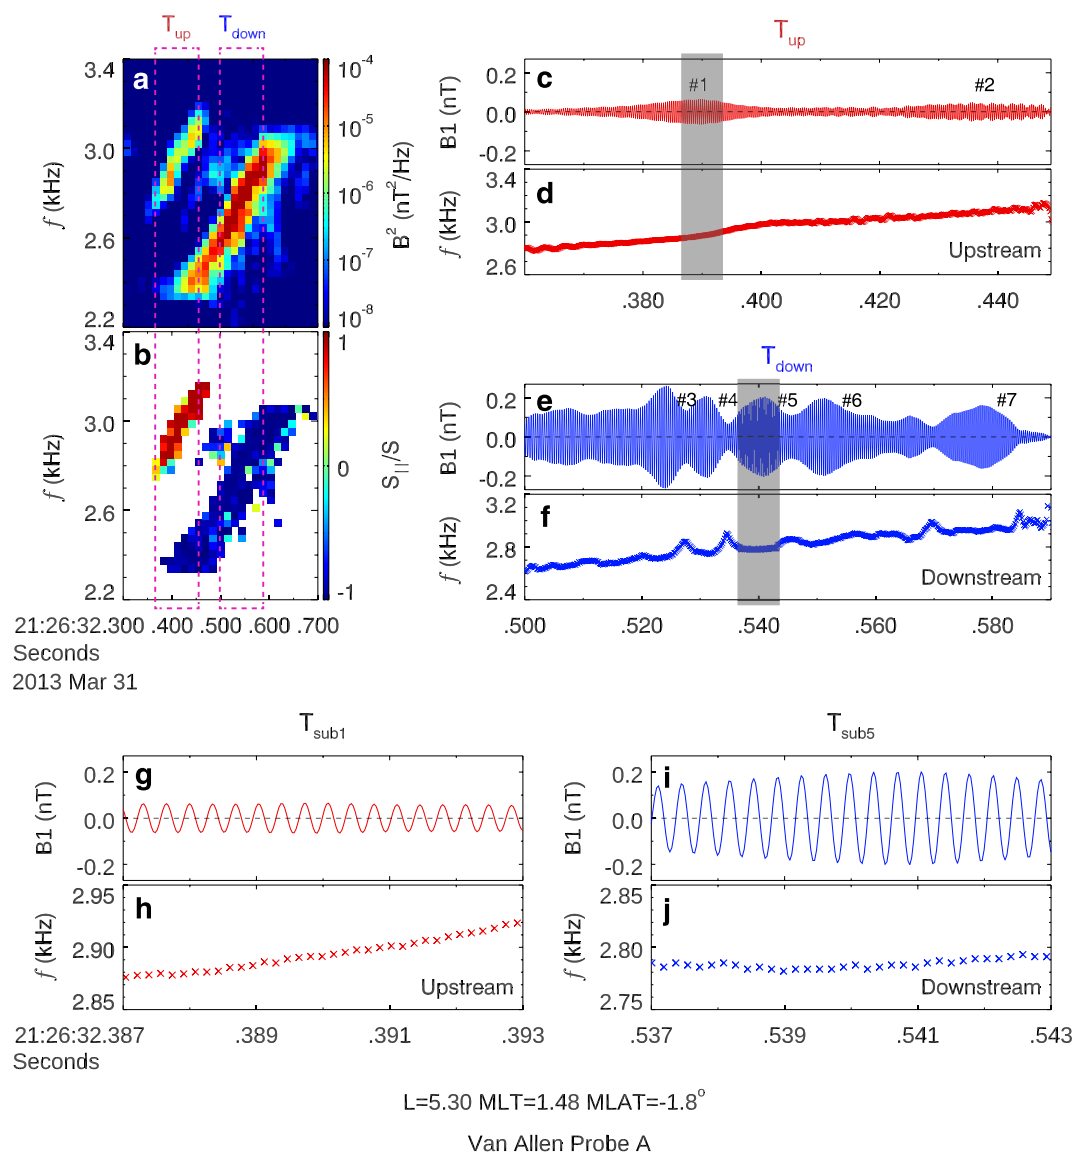 T_up T_down
T_up
a
3.4
3.0
2.6
2.2
f (kHz)
10^-4
10^-5
10^-6
10^-7
10^-8
B^2 (nT^2/Hz)
c
#1
#2
0.2
0.0
-0.2
B1 (nT)
d
3.4
3.0
2.6
f (kHz)
Upstream
.380 .400 .420 .440
b
3.4
3.0
2.6
2.2
f (kHz)
1
0
-1
S_||/S
T_down
e
#3 #4 #5 #6 #7
0.2
0.0
-0.2
B1 (nT)
f
3.2
2.8
2.4
f (kHz)
Downstream
.500 .520 .540 .560 .580
21:26:32.300 .400 .500 .600 .700
Seconds
2013 Mar 31
T_sub1
g
0.2
0.0
-0.2
B1 (nT)
h
2.95
2.90
2.85
f (kHz)
Upstream
21:26:32.387 .389 .391 .393
Seconds
T_sub5
i
0.2
0.0
-0.2
B1 (nT)
j
2.85
2.80
2.75
f (kHz)
Downstream
.537 .539 .541 .543
L=5.30 MLT=1.48 MLAT=-1.8°
Van Allen Probe A